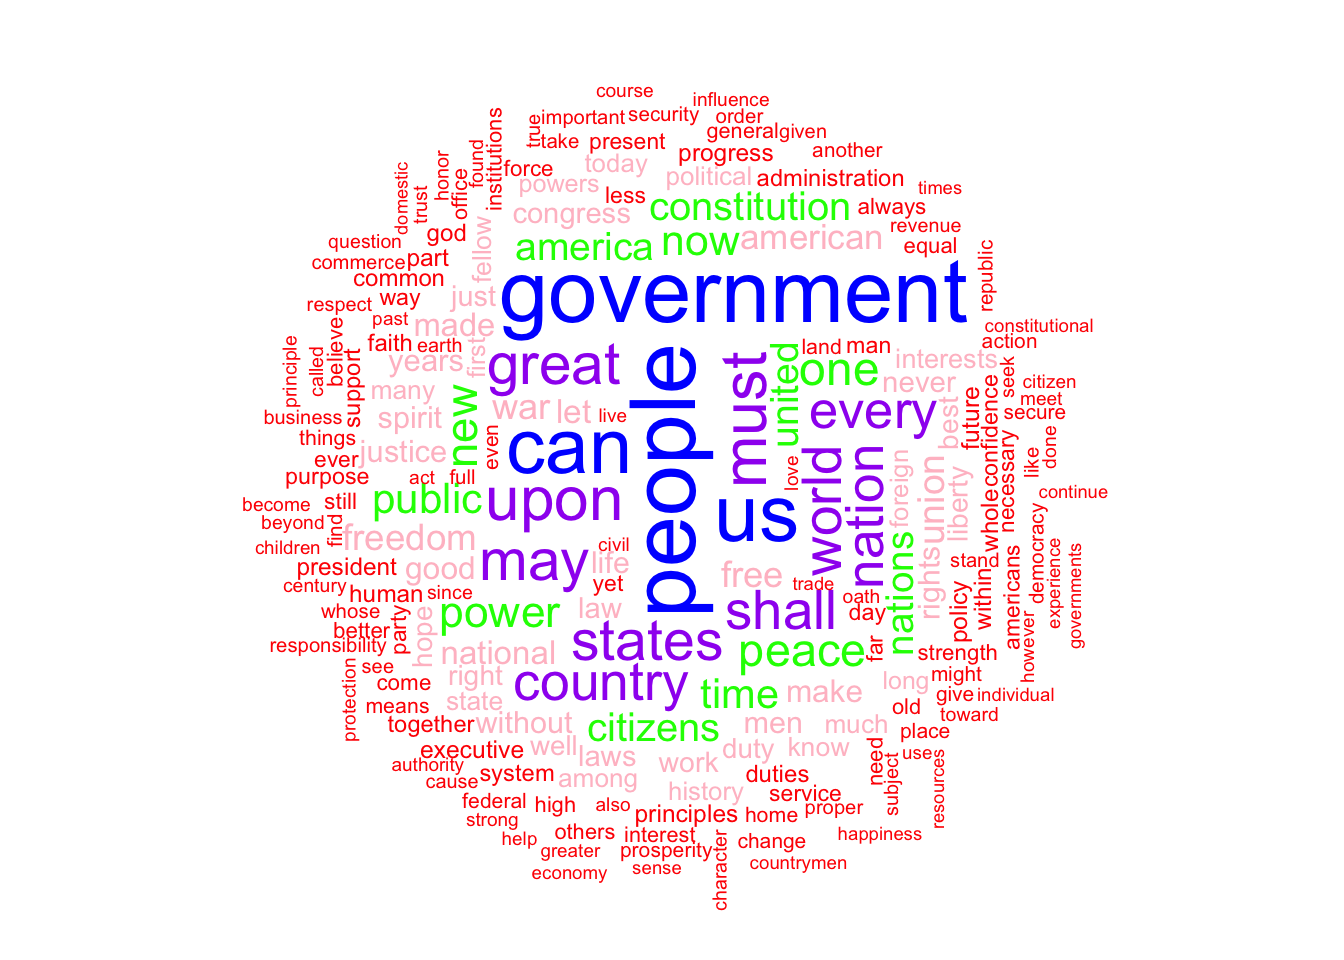 course
influence
important
security
order
true
take
present
general
given
institutions
progress
another
found
force
today
powers
less
political
administration
times
honor
office
trust
domestic
congress
constitution
always
god
fellow
america
now
american
revenue
equal
question
commerce
part
common
way
just
government
republic
respect
past
made
constitutional
action
faith
earth
first
great
people
must
united
land
man
one
interests
principle
called
believe
support
years
never
seek
citizen
many
spirit
new
war
let
live
every
best
future
confidence
meet
secure
business
things
justice
even
can
ever
purpose
act
full
love
world
nation
foreign
union
liberty
whole
necessary
like
done
become
still
public
upon
us
continue
beyond
find
freedom
civil
children
president
good
may
life
free
trade
nations
rights
stand
within
democracy
experience
governments
century
human
since
yet
oath
day
americans
policy
whose
better
party
hope
power
law
shall
responsibility
see
national
states
peace
far
strength
however
protection
come
right
country
time
make
long
might
give
individual
means
state
old
toward
together
without
citizens
men
much
place
executive
well
laws
duty
know
need
use
authority
cause
system
among
work
duties
subject
resources
federal
high
also
history
service
proper
strong
principles
home
help
others
interest
change
happiness
greater
prosperity
character
countrymen
economy
sense